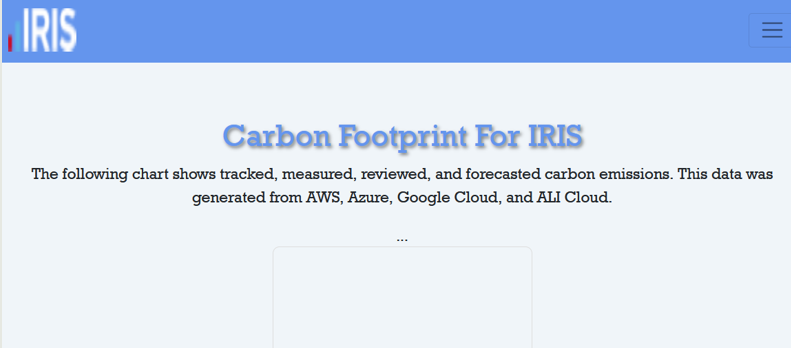 IRIS
Carbon Footprint For IRIS
The following chart shows tracked, measured, reviewed, and forecasted carbon emissions. This data was
generated from AWS, Azure, Google Cloud, and ALI Cloud.
...